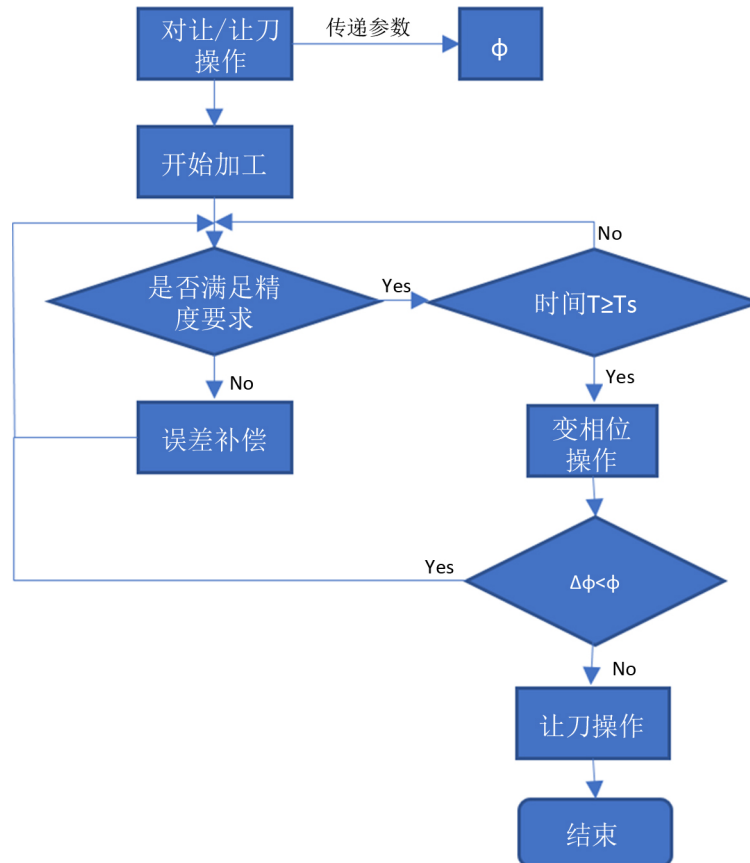 对让/让刀
操作
传递参数
ф
开始加工
No
是否满足精
度要求
Yes
时间T≥Ts
No
Yes
误差补偿
变相位
操作
Yes
Δф<ф
No
让刀操作
结束